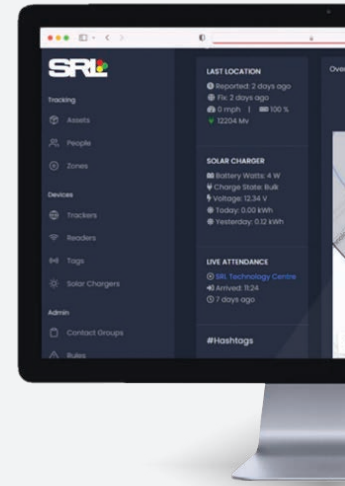 SRL
Tracking
Assets
People
Zones
Devices
Trackers
Readers
Tags
Solar Chargers
Admin
Contact Groups
Rules
LAST LOCATION
Reported: 2 days ago
Fix: 2 days ago
0 mph | 100 %
12204 Mv
SOLAR CHARGER
Battery Watts: 4 W
Charge State: Bulk
Voltage: 12.34 V
Today: 0.00 kWh
Yesterday: 0.12 kWh
LIVE ATTENDANCE
SRL Technology Centre
Arrived: 11:24
7 days ago
#Hashtags
Ove